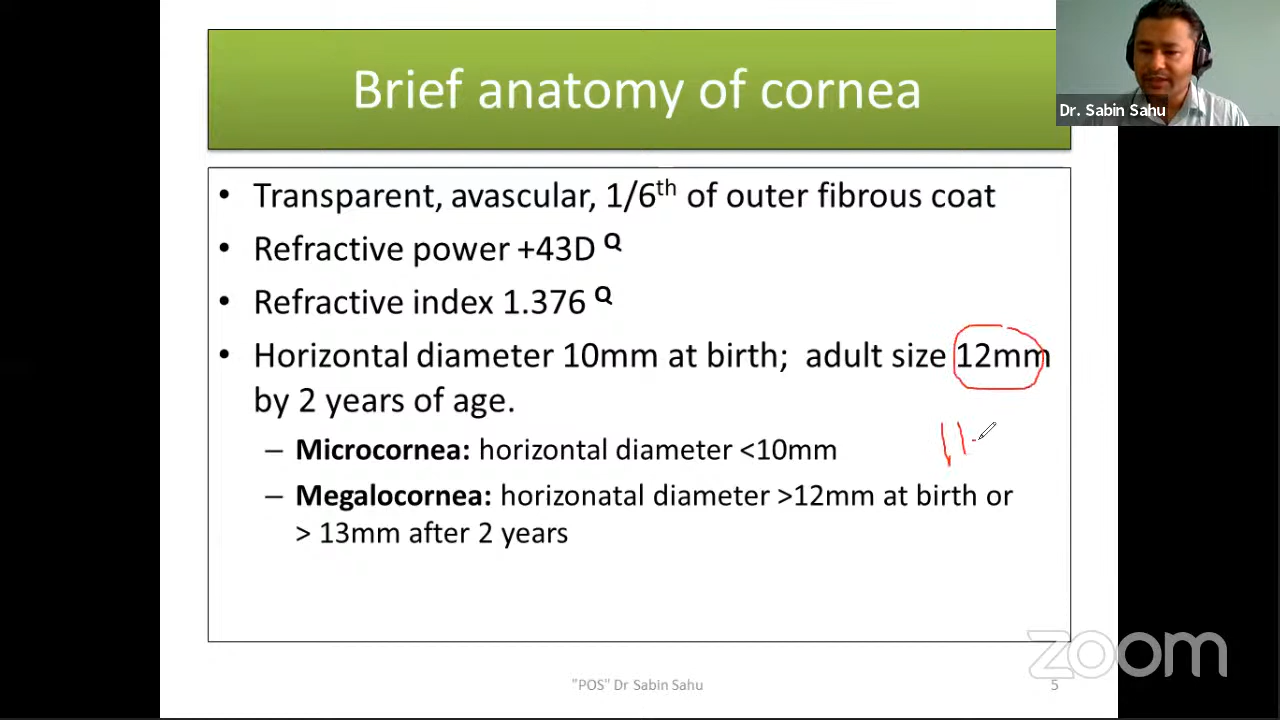 Brief anatomy of cornea
Dr. Sabin Sahu
• Transparent, avascular, 1/6th of outer fibrous coat
• Refractive power +43D Q
• Refractive index 1.376 Q
• Horizontal diameter 10mm at birth; adult size 12mm
by 2 years of age.
11.
– Microcornea: horizontal diameter <10mm
– Megalocornea: horizonatal diameter >12mm at birth or
> 13mm after 2 years
zoom
"POS" Dr Sabin Sahu
5